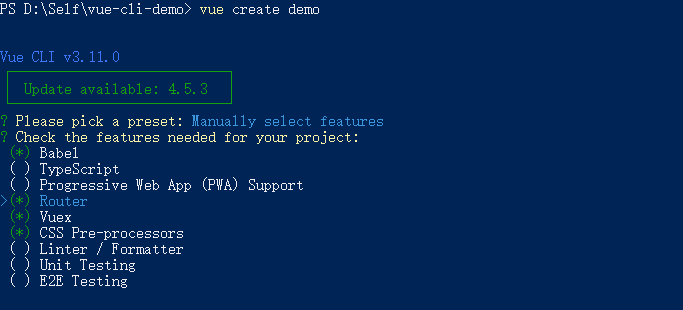 PS D:\Self\vue-cli-demo> vue create demo
Vue CLI v3.11.0
Update available: 4.5.3
? Please pick a preset: Manually select features
? Check the features needed for your project:
(*) Babel
( ) TypeScript
( ) Progressive Web App (PWA) Support
>(*) Router
(*) Vuex
(*) CSS Pre-processors
( ) Linter / Formatter
( ) Unit Testing
( ) E2E Testing